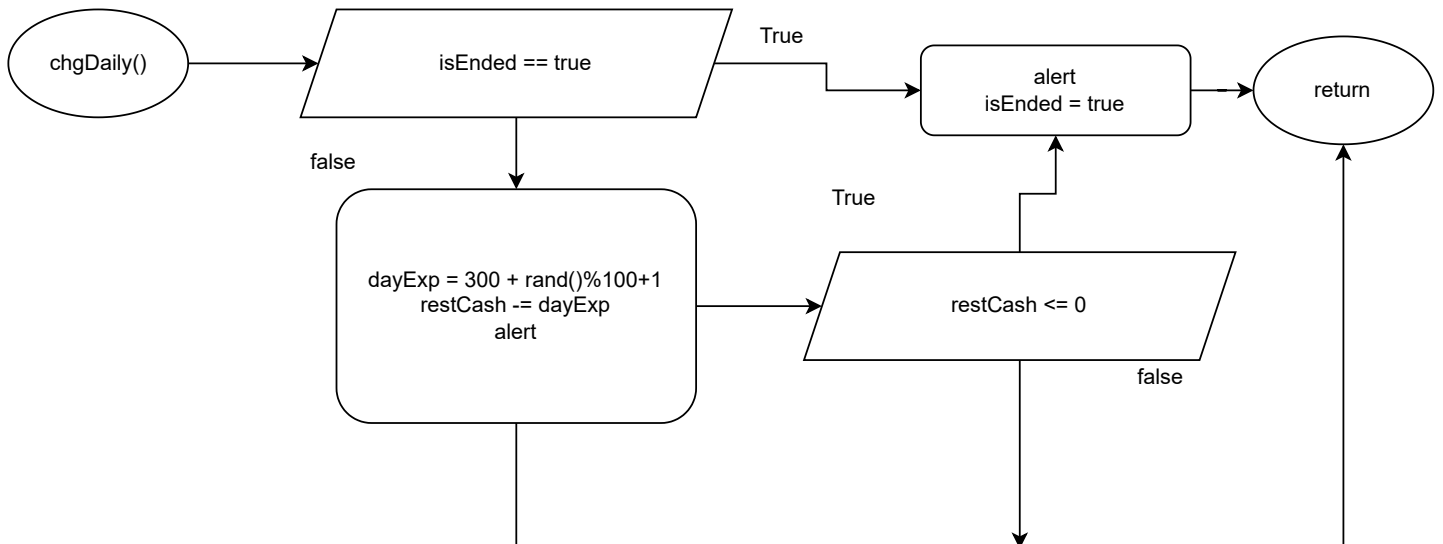 chgDaily()
isEnded == true
True
alert
isEnded = true
return
false
True
dayExp = 300 + rand()%100+1
restCash -= dayExp
alert
restCash <= 0
false